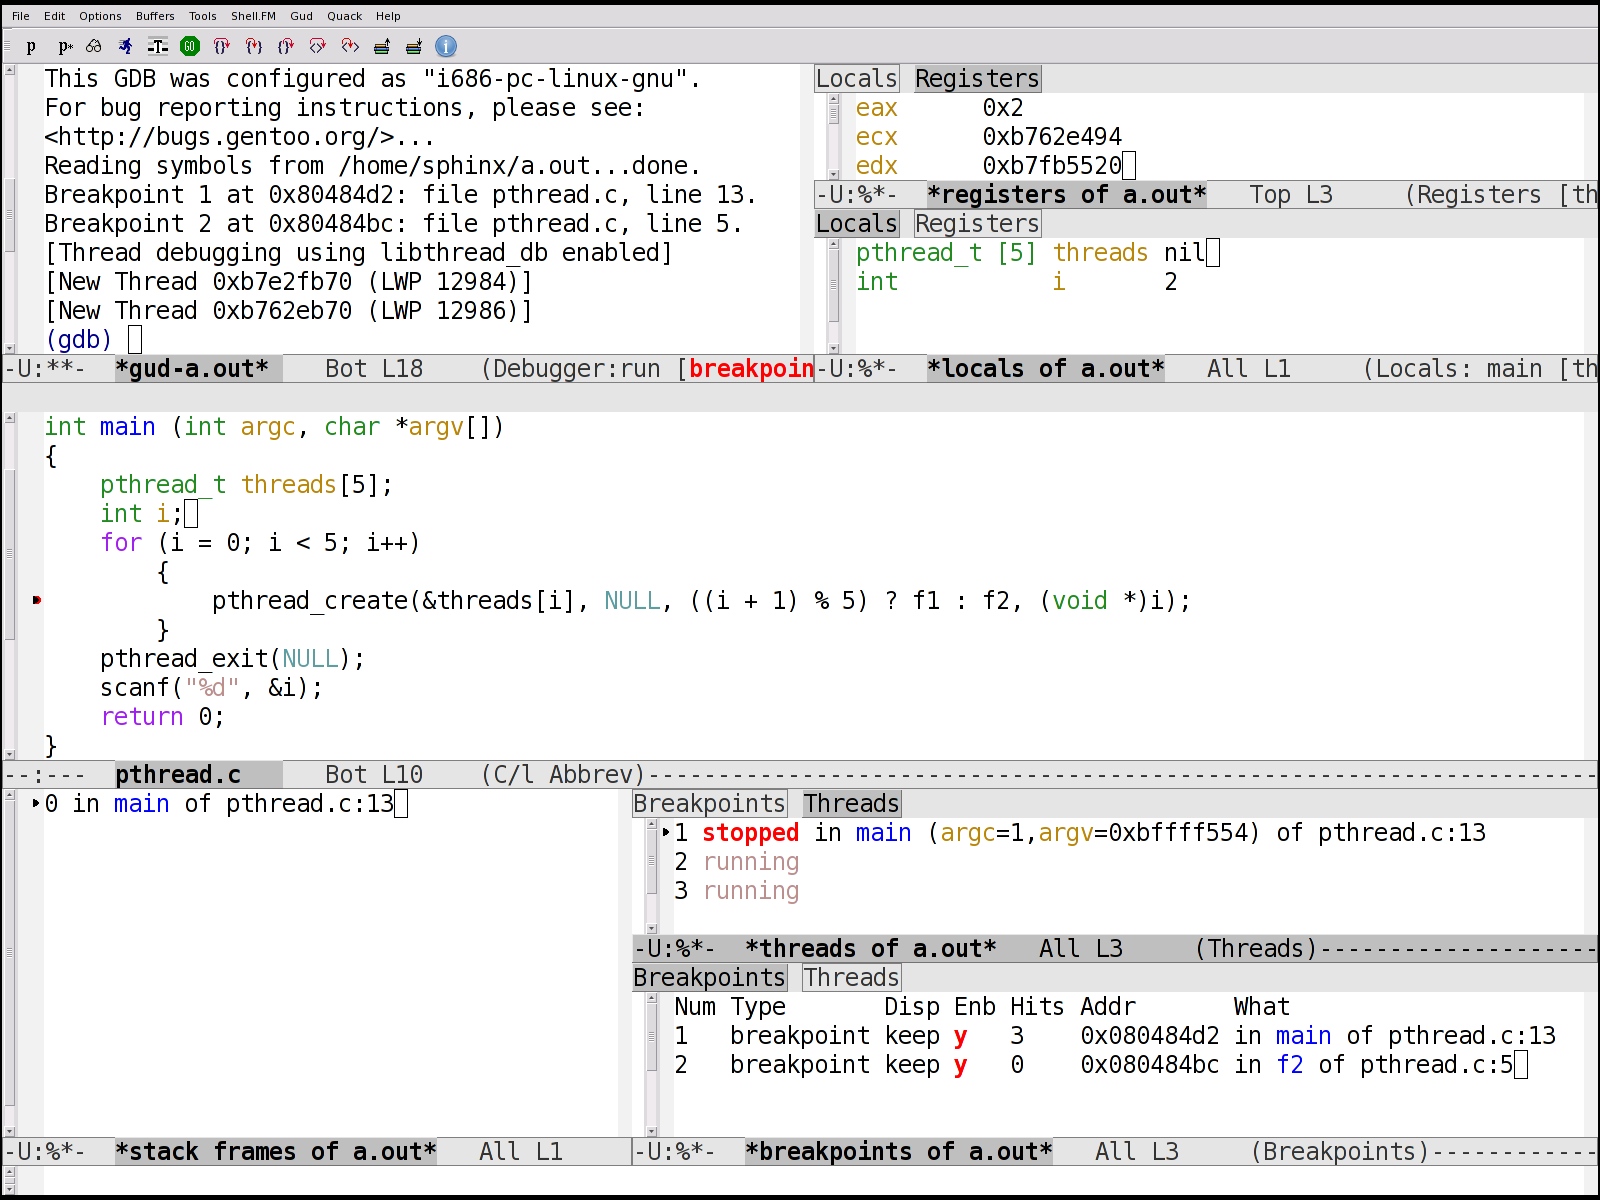 File Edit Options Buffers Tools Shell.FM Gud Quack Help
p p* T GO {} {} {} <> <> i
This GDB was configured as "i686-pc-linux-gnu".
For bug reporting instructions, please see:
<http://bugs.gentoo.org/>...
Reading symbols from /home/sphinx/a.out...done.
Breakpoint 1 at 0x80484d2: file pthread.c, line 13.
Breakpoint 2 at 0x80484bc: file pthread.c, line 5.
[Thread debugging using libthread_db enabled]
[New Thread 0xb7e2fb70 (LWP 12984)]
[New Thread 0xb762eb70 (LWP 12986)]
(gdb)
-U:**-  *gud-a.out*    Bot L18    (Debugger:run [breakpoin
Locals Registers
eax      0x2
ecx      0xb762e494
edx      0xb7fb5520
-U:%*-  *registers of a.out*   Top L3     (Registers [th
Locals Registers
pthread_t [5] threads nil
int           i       2
-U:%*-  *locals of a.out*   All L1     (Locals: main [th
int main (int argc, char *argv[])
{
    pthread_t threads[5];
    int i;
    for (i = 0; i < 5; i++)
        {
            pthread_create(&threads[i], NULL, ((i + 1) % 5) ? f1 : f2, (void *)i);
        }
    pthread_exit(NULL);
    scanf("%d", &i);
    return 0;
}
--:---  pthread.c      Bot L10    (C/l Abbrev)--------------------------------------------------------------------
0 in main of pthread.c:13
-U:%*-  *stack frames of a.out*   All L1
Breakpoints Threads
1 stopped in main (argc=1,argv=0xbffff554) of pthread.c:13
2 running
3 running
-U:%*-  *threads of a.out*   All L3     (Threads)--------------------
Breakpoints Threads
Num Type       Disp Enb Hits Addr       What
1   breakpoint keep y   3    0x080484d2 in main of pthread.c:13
2   breakpoint keep y   0    0x080484bc in f2 of pthread.c:5
-U:%*-  *breakpoints of a.out*   All L3     (Breakpoints)------------